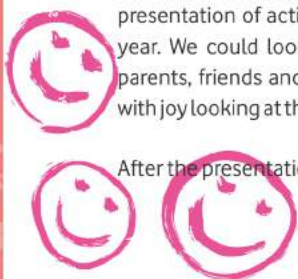 presentation of acti
year. We could loo
parents, friends and
with joy looking at th
After the presentati